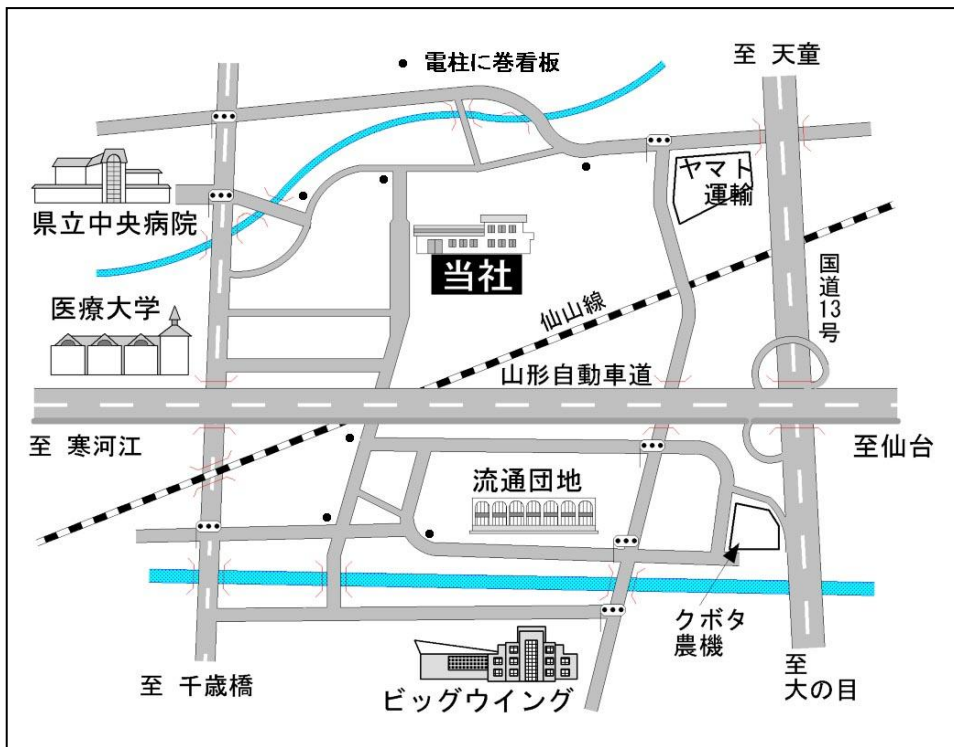 ● 電柱に巻看板
至 天童
ヤマト
運輸
県立中央病院
当社
国道13号
医療大学
仙山線
山形自動車道
至 寒河江
至仙台
流通団地
クボタ
農機
至 千歳橋
ビッグウイング
至
大の目